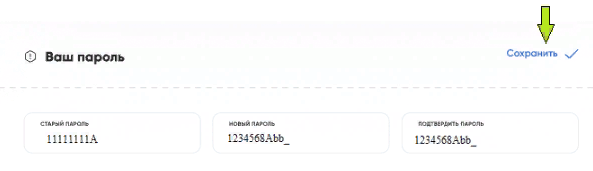 Ваш пароль
Сохранить
СТАРЫЙ ПАРОЛЬ
11111111A
НОВЫЙ ПАРОЛЬ
1234568Abb_
ПОДТВЕРДИТЬ ПАРОЛЬ
1234568Abb_